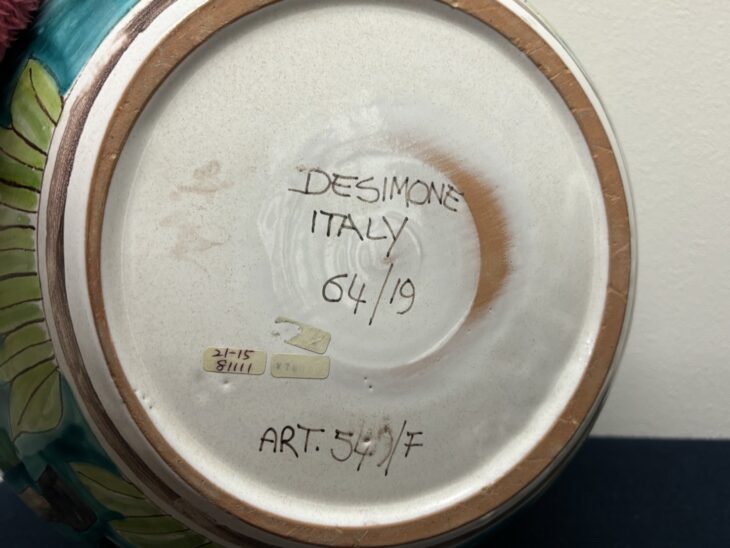 DESIMONE
ITALY
64/19
21-15
81111
ART.